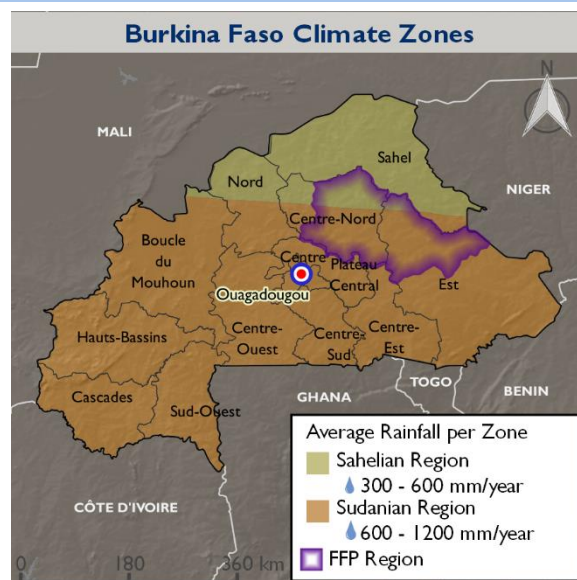 Burkina Faso Climate Zones
N
MALI
Sahel
Nord
NIGER
Centre-Nord
Boucle
du
Mouhoun
Centre
Plateau
Central
Est
Ouagadougou
Hauts-Bassins
Centre-
Ouest
Centre-
Sud
Centre-
Est
TOGO
BENIN
Cascades
Sud-Ouest
GHANA
CÔTE D'IVOIRE
Average Rainfall per Zone
Sahelian Region
300 - 600 mm/year
Sudanian Region
600 - 1200 mm/year
FFP Region
0 180 360 km